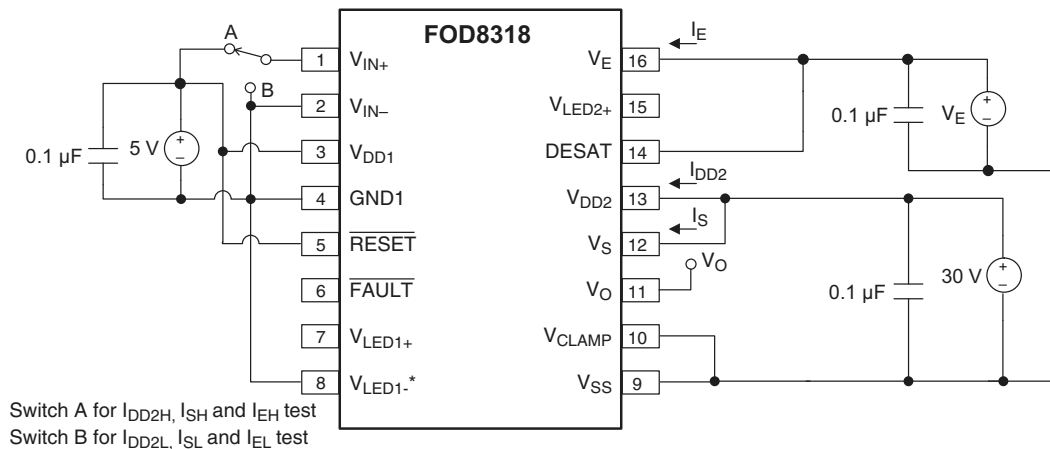 FOD8318
A
B
0.1 µF
5 V
1 VIN+
2 VIN–
3 VDD1
4 GND1
5 RESET
6 FAULT
7 VLED1+
8 VLED1-*
VE 16
VLED2+ 15
DESAT 14
VDD2 13
VS 12
VO 11
VCLAMP 10
VSS 9
IE
IDD2
IS
VO
0.1 µF
VE
0.1 µF
30 V
Switch A for IDD2H, ISH and IEH test
Switch B for IDD2L, ISL and IEL test